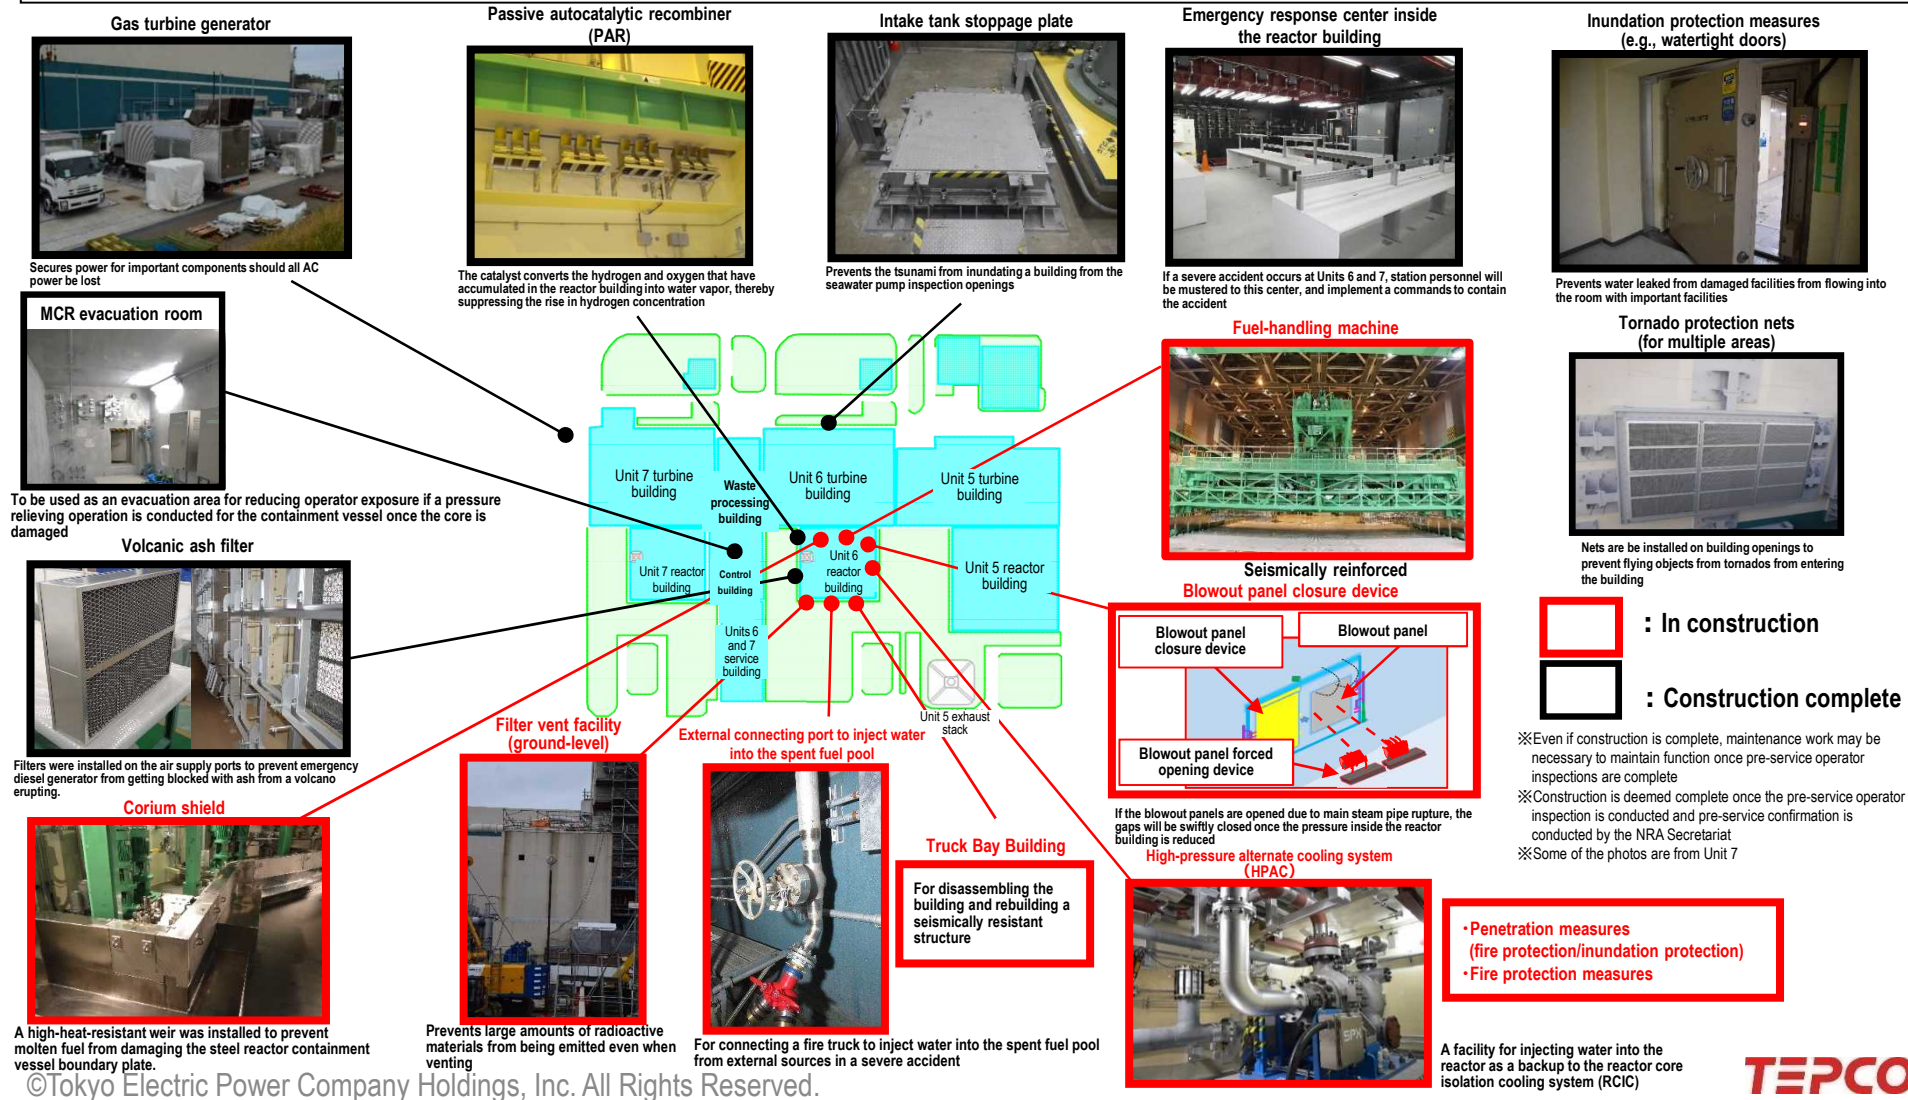 Gas turbine generator
Secures power for important components should all AC
power be lost
Passive autocatalytic recombiner
(PAR)
The catalyst converts the hydrogen and oxygen that have
accumulated in the reactor building into water vapor, thereby
suppressing the rise in hydrogen concentration
Intake tank stoppage plate
Prevents the tsunami from inundating a building from the
seawater pump inspection openings
Emergency response center inside
the reactor building
If a severe accident occurs at Units 6 and 7, station personnel will
be mustered to this center, and implement a commands to contain
the accident
Inundation protection measures
(e.g., watertight doors)
Prevents water leaked from damaged facilities from flowing into
the room with important facilities
MCR evacuation room
To be used as an evacuation area for reducing operator exposure if a pressure
relieving operation is conducted for the containment vessel once the core is
damaged
Fuel-handling machine
Seismically reinforced
Tornado protection nets
(for multiple areas)
Nets are be installed on building openings to
prevent flying objects from tornados from entering
the building
Unit 7 turbine
building
Waste
processing
building
Unit 6 turbine
building
Unit 5 turbine
building
Unit 7 reactor
building
Control
building
Unit 6
reactor
building
Unit 5 reactor
building
Units 6
and 7
service
building
Unit 5 exhaust
stack
Volcanic ash filter
Filters were installed on the air supply ports to prevent emergency
diesel generator from getting blocked with ash from a volcano
erupting.
Blowout panel closure device
Blowout panel
closure device
Blowout panel
Blowout panel forced
opening device
If the blowout panels are opened due to main steam pipe rupture, the
gaps will be swiftly closed once the pressure inside the reactor
building is reduced
: In construction
: Construction complete
※Even if construction is complete, maintenance work may be
necessary to maintain function once pre-service operator
inspections are complete
※Construction is deemed complete once the pre-service operator
inspection is conducted and pre-service confirmation is
conducted by the NRA Secretariat
※Some of the photos are from Unit 7
Corium shield
A high-heat-resistant weir was installed to prevent
molten fuel from damaging the steel reactor containment
vessel boundary plate.
Filter vent facility
(ground-level)
Prevents large amounts of radioactive
materials from being emitted even when
venting
External connecting port to inject water
into the spent fuel pool
For connecting a fire truck to inject water into the spent fuel pool
from external sources in a severe accident
Truck Bay Building
For disassembling the
building and rebuilding a
seismically resistant
structure
High-pressure alternate cooling system
(HPAC)
SPX
A facility for injecting water into the
reactor as a backup to the reactor core
isolation cooling system (RCIC)
・Penetration measures
(fire protection/inundation protection)
・Fire protection measures
©Tokyo Electric Power Company Holdings, Inc. All Rights Reserved.
TEPCO